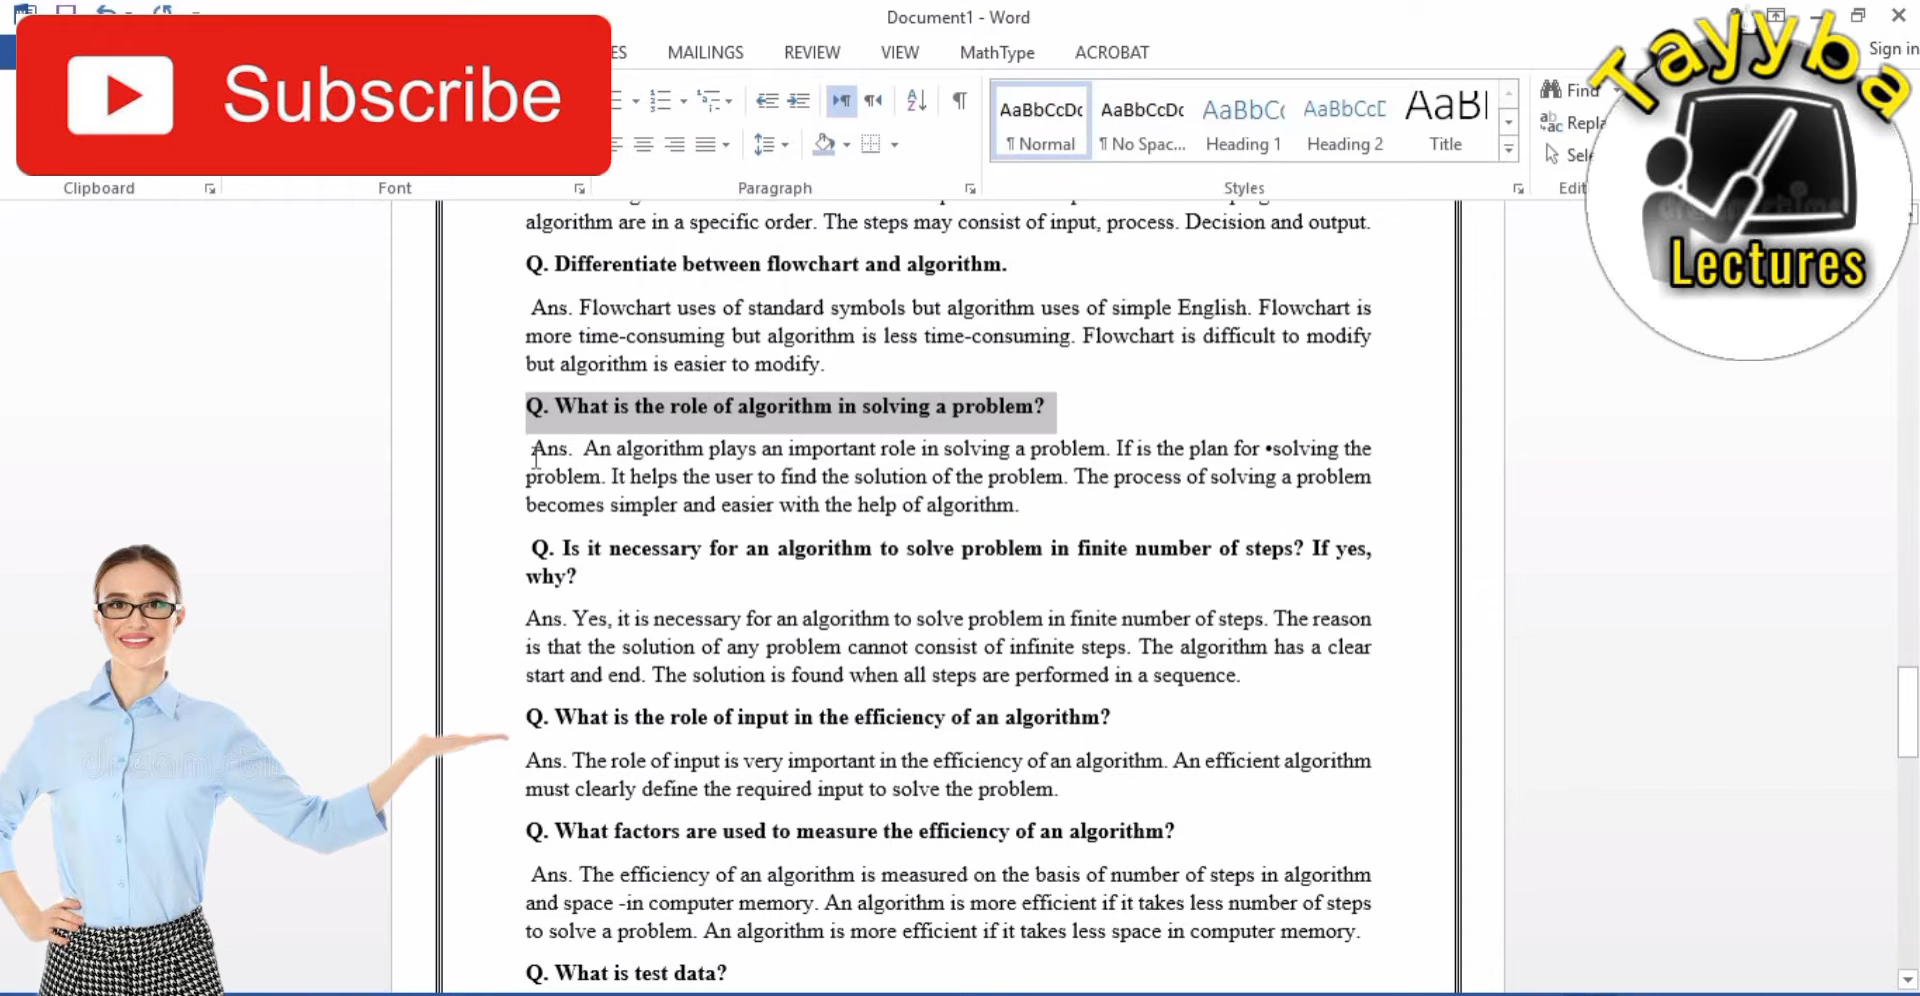 Document1 - Word
Sign in
Subscribe
ES MAILINGS REVIEW VIEW MathType ACROBAT
AaBbCcDc AaBbCcDc AaBbC( AaBbCcD AaB
¶ Normal ¶ No Spac... Heading 1 Heading 2 Title
Find
Repla
Sele
Clipboard Font Paragraph Styles Edit
Tayyba
Lectures
algorithm are in a specific order. The steps may consist of input, process. Decision and output.
Q. Differentiate between flowchart and algorithm.
Ans. Flowchart uses of standard symbols but algorithm uses of simple English. Flowchart is
more time-consuming but algorithm is less time-consuming. Flowchart is difficult to modify
but algorithm is easier to modify.
Q. What is the role of algorithm in solving a problem?
Ans. An algorithm plays an important role in solving a problem. If is the plan for •solving the
problem. It helps the user to find the solution of the problem. The process of solving a problem
becomes simpler and easier with the help of algorithm.
Q. Is it necessary for an algorithm to solve problem in finite number of steps? If yes,
why?
Ans. Yes, it is necessary for an algorithm to solve problem in finite number of steps. The reason
is that the solution of any problem cannot consist of infinite steps. The algorithm has a clear
start and end. The solution is found when all steps are performed in a sequence.
Q. What is the role of input in the efficiency of an algorithm?
Ans. The role of input is very important in the efficiency of an algorithm. An efficient algorithm
must clearly define the required input to solve the problem.
Q. What factors are used to measure the efficiency of an algorithm?
Ans. The efficiency of an algorithm is measured on the basis of number of steps in algorithm
and space -in computer memory. An algorithm is more efficient if it takes less number of steps
to solve a problem. An algorithm is more efficient if it takes less space in computer memory.
Q. What is test data?